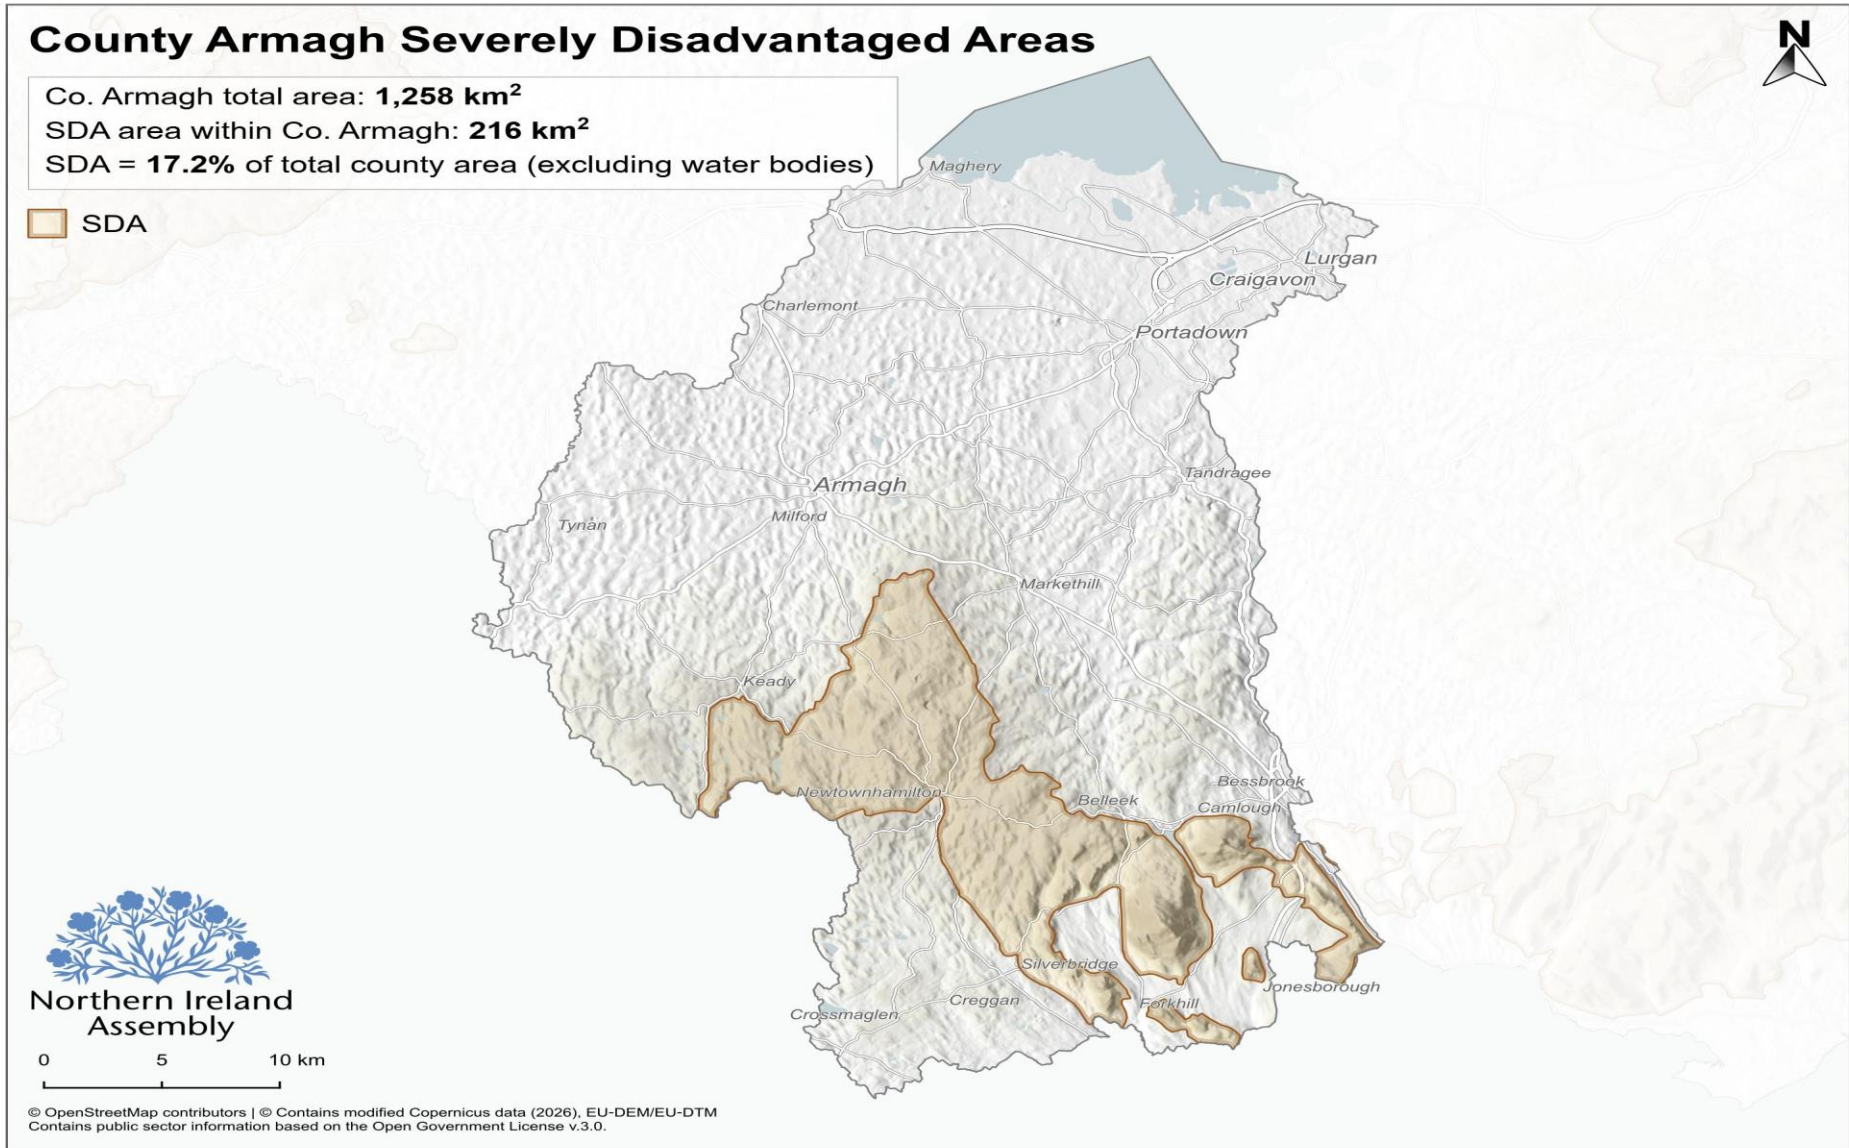 County Armagh Severely Disadvantaged Areas
N
Co. Armagh total area: 1,258 km²
SDA area within Co. Armagh: 216 km²
SDA = 17.2% of total county area (excluding water bodies)
SDA
Maghery
Lurgan
Craigavon
Charlemont
Portadown
Tandragee
Armagh
Milford
Tynan
Markethill
Keady
Bessbrook
Newtownhamilton
Belleek
Camlough
Silverbridge
Jonesborough
Creggan
Forkhill
Crossmaglen
Northern Ireland
Assembly
0 5 10 km
© OpenStreetMap contributors | © Contains modified Copernicus data (2026), EU-DEM/EU-DTM
Contains public sector information based on the Open Government License v.3.0.